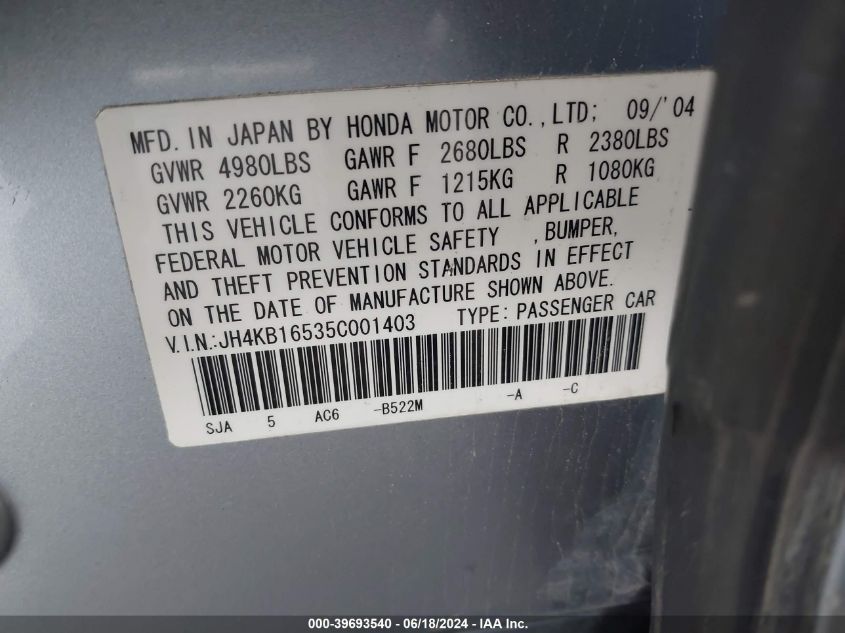 MFD. IN JAPAN BY HONDA MOTOR CO., LTD; 09/'04
GVWR 4980LBS GAWR F 2680LBS R 2380LBS
GVWR 2260KG GAWR F 1215KG R 1080KG
THIS VEHICLE CONFORMS TO ALL APPLICABLE
FEDERAL MOTOR VEHICLE SAFETY , BUMPER,
AND THEFT PREVENTION STANDARDS IN EFFECT
ON THE DATE OF MANUFACTURE SHOWN ABOVE.
V.I.N.:JH4KB16535C001403 TYPE: PASSENGER CAR
SJA 5 AC6 -B522M -A -C
000-39693540 - 06/18/2024 - IAA Inc.